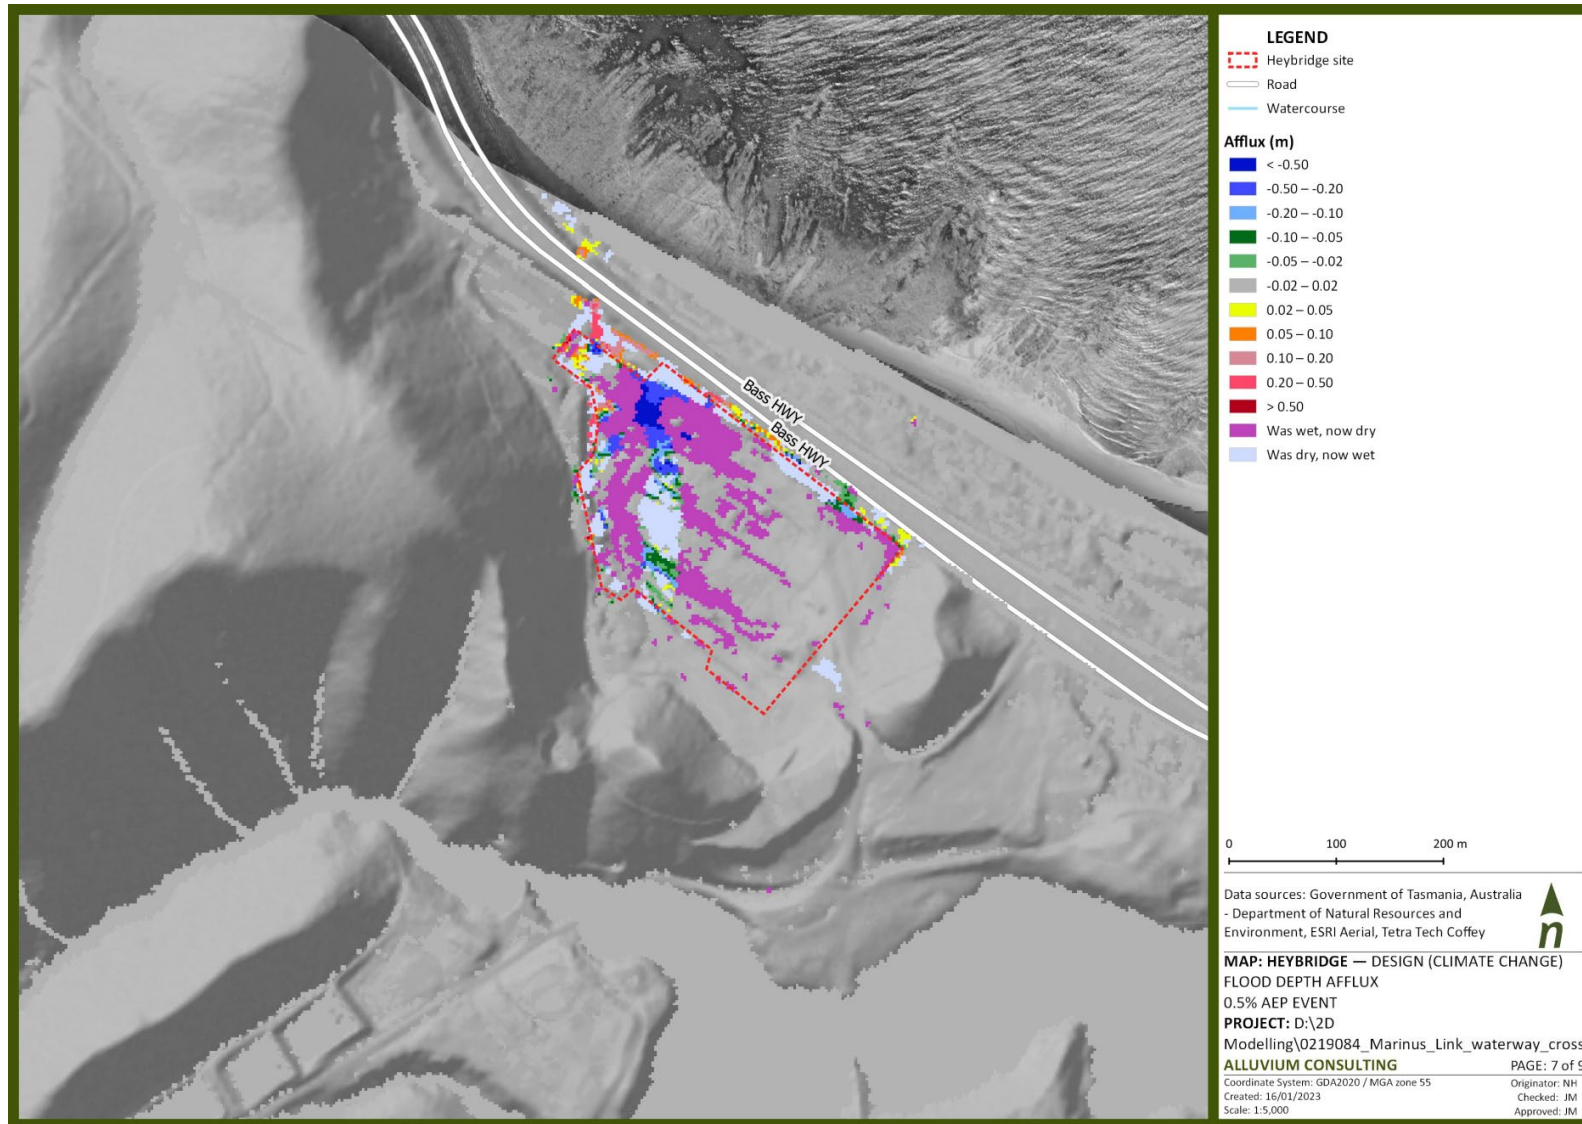 LEGEND
Heybridge site
Road
Watercourse
Afflux (m)
< -0.50
-0.50 – -0.20
-0.20 – -0.10
-0.10 – -0.05
-0.05 – -0.02
-0.02 – 0.02
0.02 – 0.05
0.05 – 0.10
0.10 – 0.20
0.20 – 0.50
> 0.50
Was wet, now dry
Was dry, now wet
Bass HWY
Bass HWY
0 100 200 m
Data sources: Government of Tasmania, Australia
- Department of Natural Resources and
Environment, ESRI Aerial, Tetra Tech Coffey
n
MAP: HEYBRIDGE — DESIGN (CLIMATE CHANGE)
FLOOD DEPTH AFFLUX
0.5% AEP EVENT
PROJECT: D:\2D
Modelling\0219084_Marinus_Link_waterway_cross
ALLUVIUM CONSULTING PAGE: 7 of 9
Coordinate System: GDA2020 / MGA zone 55 Originator: NH
Created: 16/01/2023 Checked: JM
Scale: 1:5,000 Approved: JM